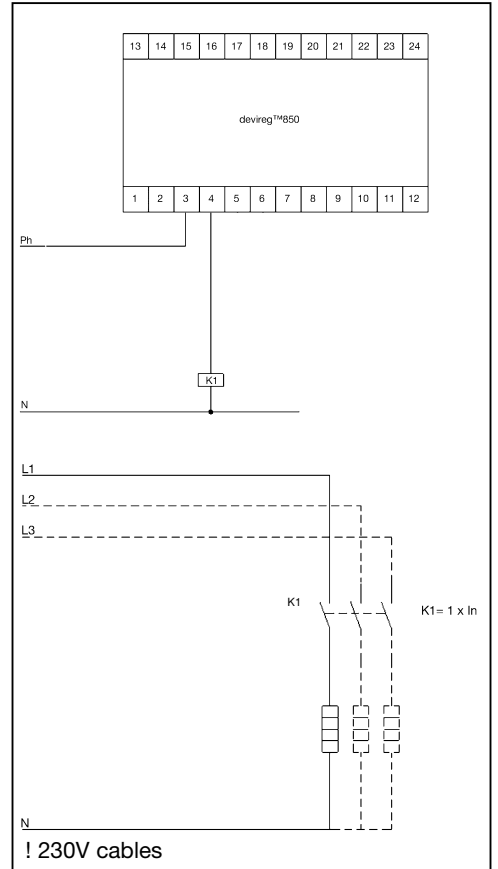 13 14 15 16 17 18 19 20 21 22 23 24
devireg™850
1 2 3 4 5 6 7 8 9 10 11 12
Ph
K1
N
L1
L2
L3
K1
K1= 1 x In
N
! 230V cables